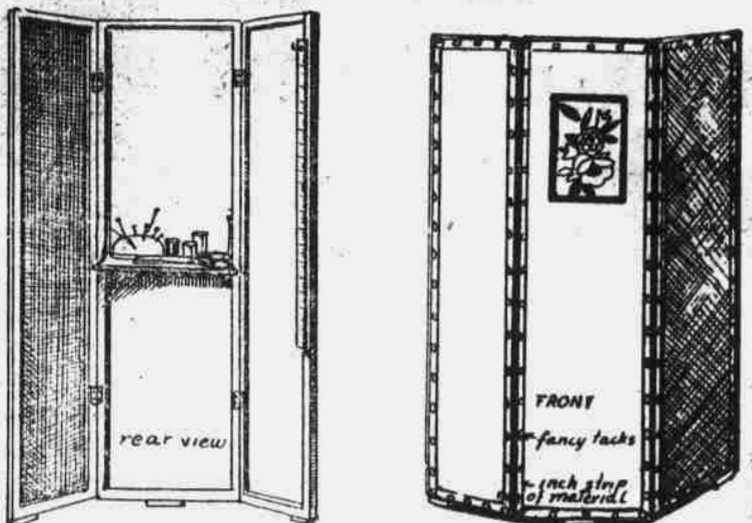 rear view
FRONT
fancy tacks
inch strip
of material